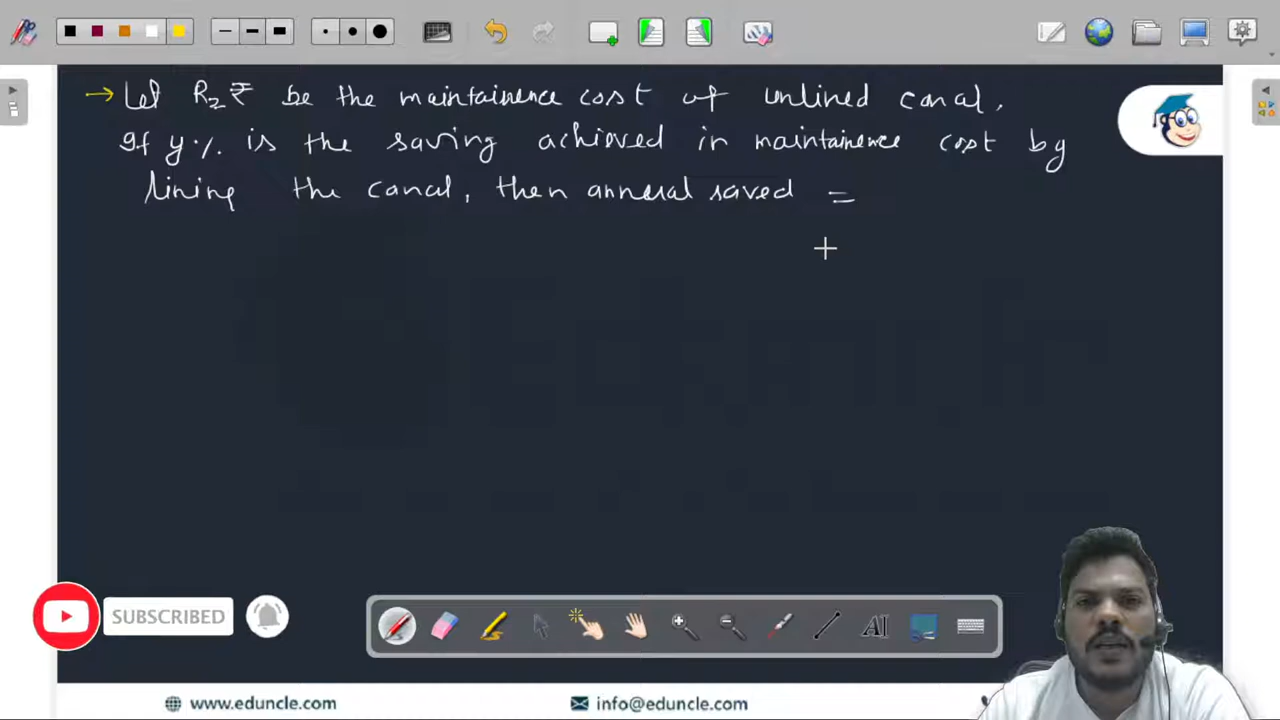 → Let R₂ ₹ be the maintainence cost of unlined canal.
If y% is the saving achieved in maintainence cost by
lining the canal, then annual saved =
SUBSCRIBED
www.eduncle.com
info@eduncle.com